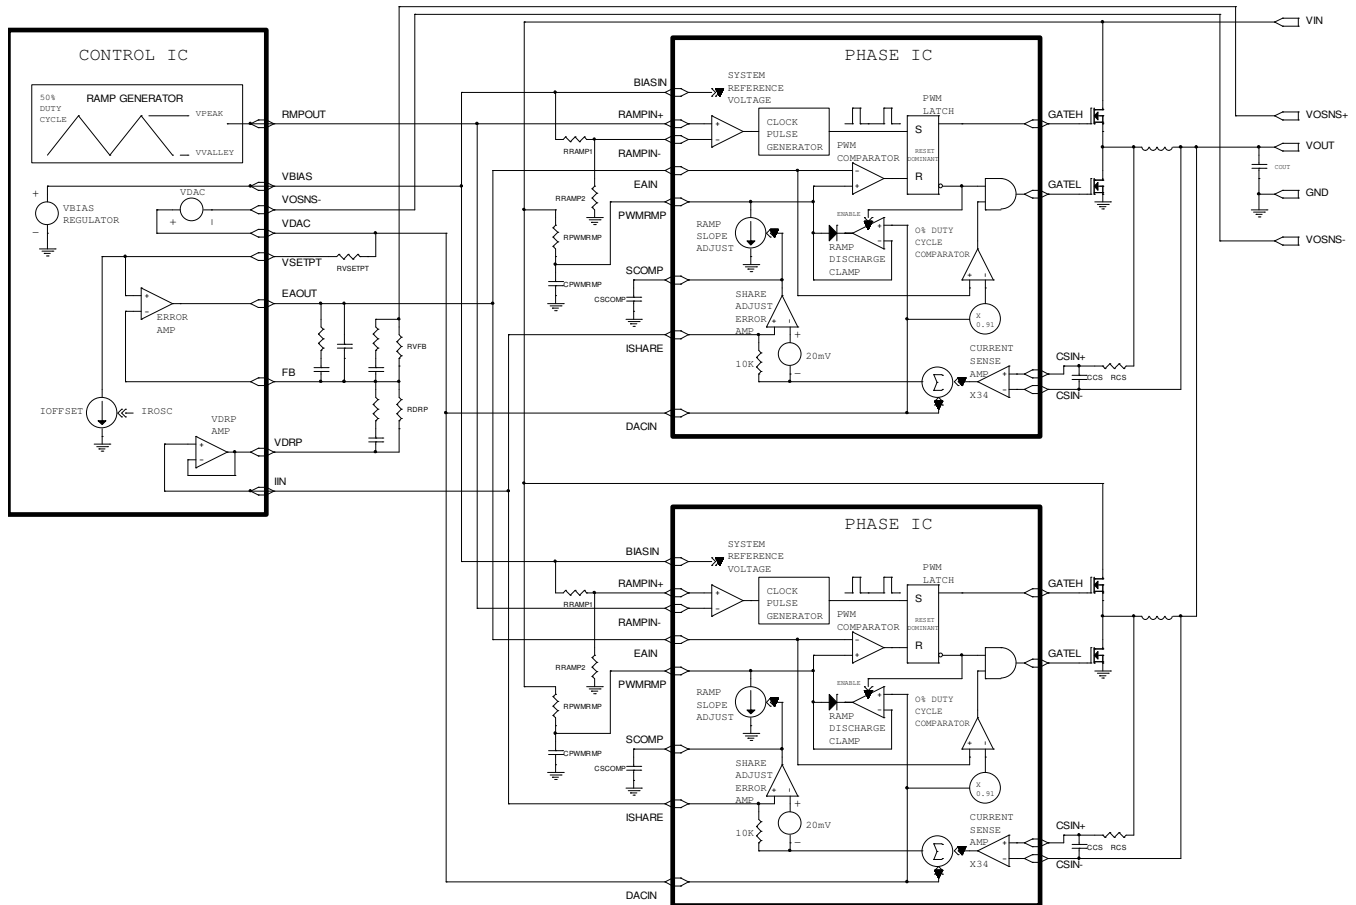 CONTROL IC
50%
DUTY
CYCLE
RAMP GENERATOR
VPEAK
VVALLEY
RMPOUT
VBIAS
VOSNS-
VDAC
VSETPT
EAOUT
FB
VDRP
IIN
+
VBIAS
REGULATOR
−
VDAC
+
−
RVSETPT
+
−
ERROR
AMP
IOFFSET
IROSC
VDRP
AMP
+
−
RVFB
RDRP
PHASE IC
BIASIN
RAMPIN+
RAMPIN-
EAIN
PWMRMP
SCOMP
ISHARE
DACIN
RRAMP1
RRAMP2
RPWMRMP
CPWMRMP
CSCOMP
SYSTEM
REFERENCE
VOLTAGE
+
−
CLOCK
PULSE
GENERATOR
PWM
LATCH
S
RESET
DOMINANT
R
PWM
COMPARATOR
−
+
ENABLE
+
−
RAMP
SLOPE
ADJUST
RAMP
DISCHARGE
CLAMP
0% DUTY
CYCLE
COMPARATOR
+
−
X
0.91
SHARE
ADJUST
ERROR
AMP
+
−
+
20mV
−
10K
Σ
CURRENT
SENSE
AMP
X34
+
−
GATEH
GATEL
CSIN+
CSIN-
CCS
RCS
VIN
VOSNS+
VOUT
COUT
GND
VOSNS-
PHASE IC
BIASIN
RAMPIN+
RAMPIN-
EAIN
PWMRMP
SCOMP
ISHARE
DACIN
RRAMP1
RRAMP2
RPWMRMP
CPWMRMP
CSCOMP
SYSTEM
REFERENCE
VOLTAGE
+
−
CLOCK
PULSE
GENERATOR
PWM
LATCH
S
RESET
DOMINANT
R
PWM
COMPARATOR
−
+
ENABLE
+
−
RAMP
SLOPE
ADJUST
RAMP
DISCHARGE
CLAMP
0% DUTY
CYCLE
COMPARATOR
+
−
X
0.91
SHARE
ADJUST
ERROR
AMP
+
−
+
20mV
−
10K
Σ
CURRENT
SENSE
AMP
X34
+
−
GATEH
GATEL
CSIN+
CSIN-
CCS
RCS